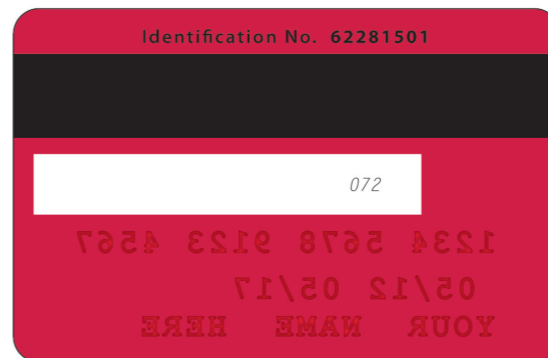 Identification No. 62281501
072
1234 5678 9123 4567
05/12 05/17
YOUR NAME HERE